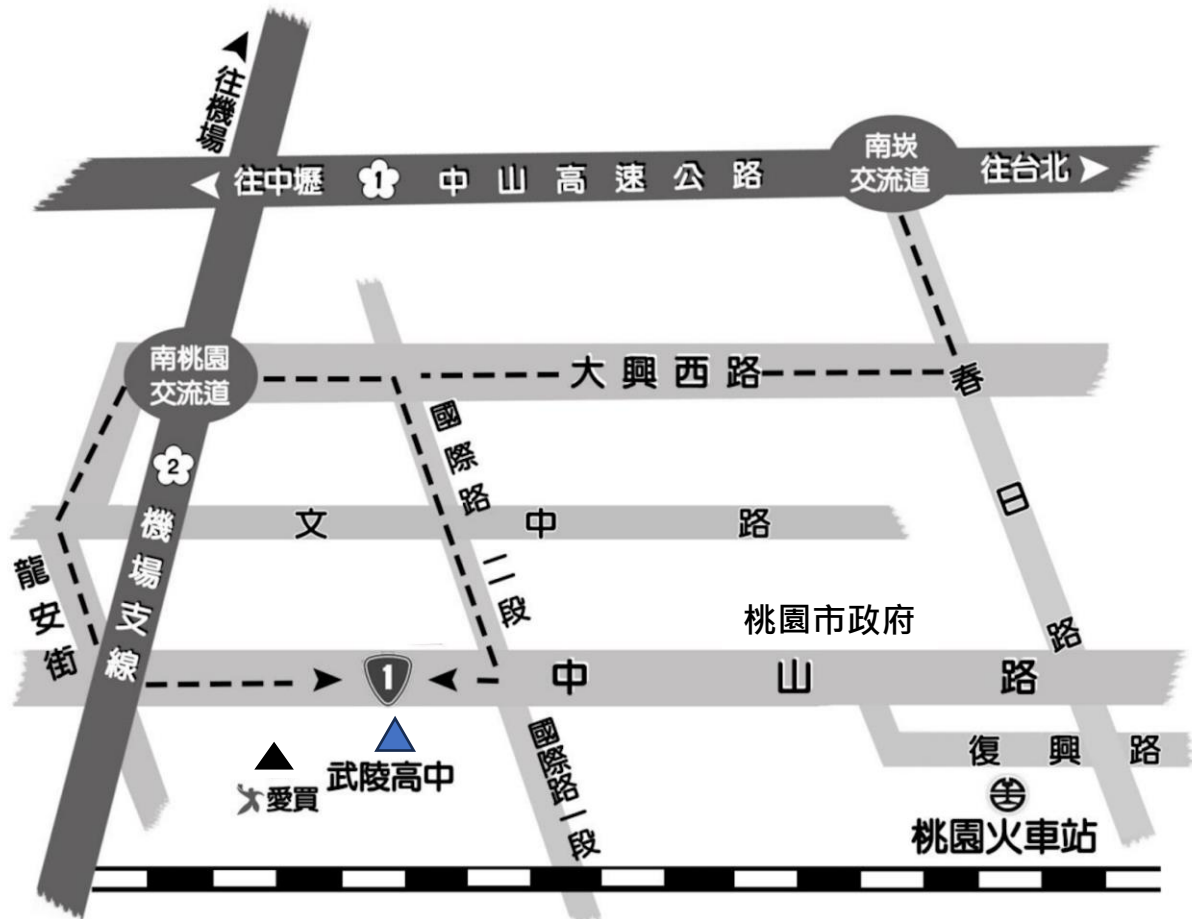 往機場
往中壢
1
中山高速公路
南崁
交流道
往台北
南桃園
交流道
大興西路
春日路
國際路二段
2
機場支線
文中路
龍安街
桃園市政府
1
中山路
國際路一段
復興路
武陵高中
愛買
桃園火車站